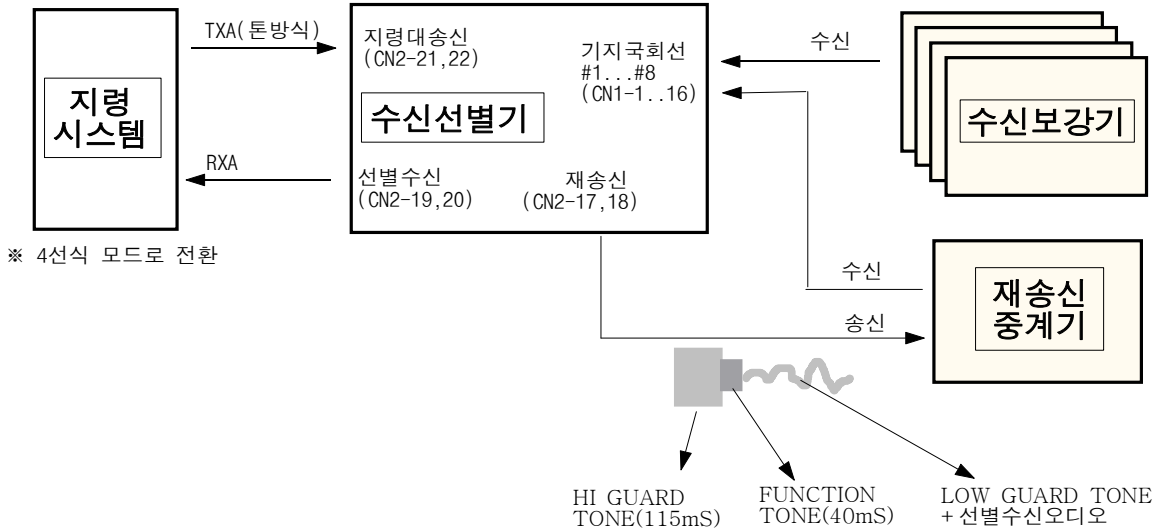 TXA(톤방식)
지령
시스템
RXA
※ 4선식 모드로 전환
지령대송신
(CN2-21,22)
기지국회선
#1...#8
(CN1-1..16)
수신선별기
선별수신
(CN2-19,20)
재송신
(CN2-17,18)
수신
수신보강기
수신
송신
재송신
중계기
HI GUARD
TONE(115mS)
FUNCTION
TONE(40mS)
LOW GUARD TONE
+ 선별수신오디오